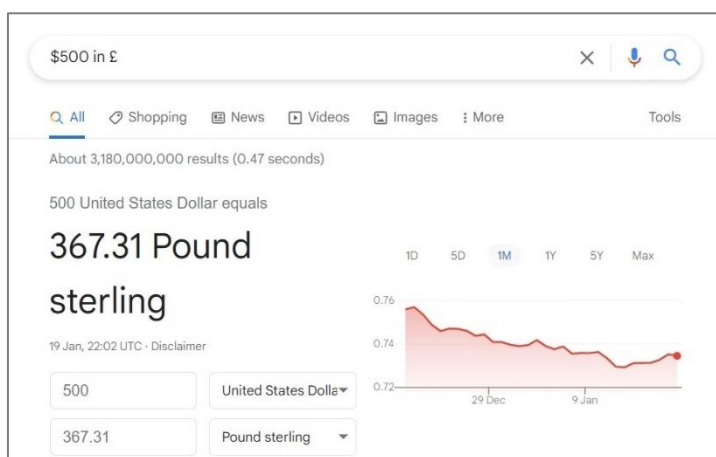 $500 in £
All Shopping News Videos Images More Tools
About 3,180,000,000 results (0.47 seconds)
500 United States Dollar equals
367.31 Pound
sterling
19 Jan, 22:02 UTC · Disclaimer
500 United States Dolla
367.31 Pound sterling
1D 5D 1M 1Y 5Y Max
0.76
0.74
0.72
29 Dec 9 Jan